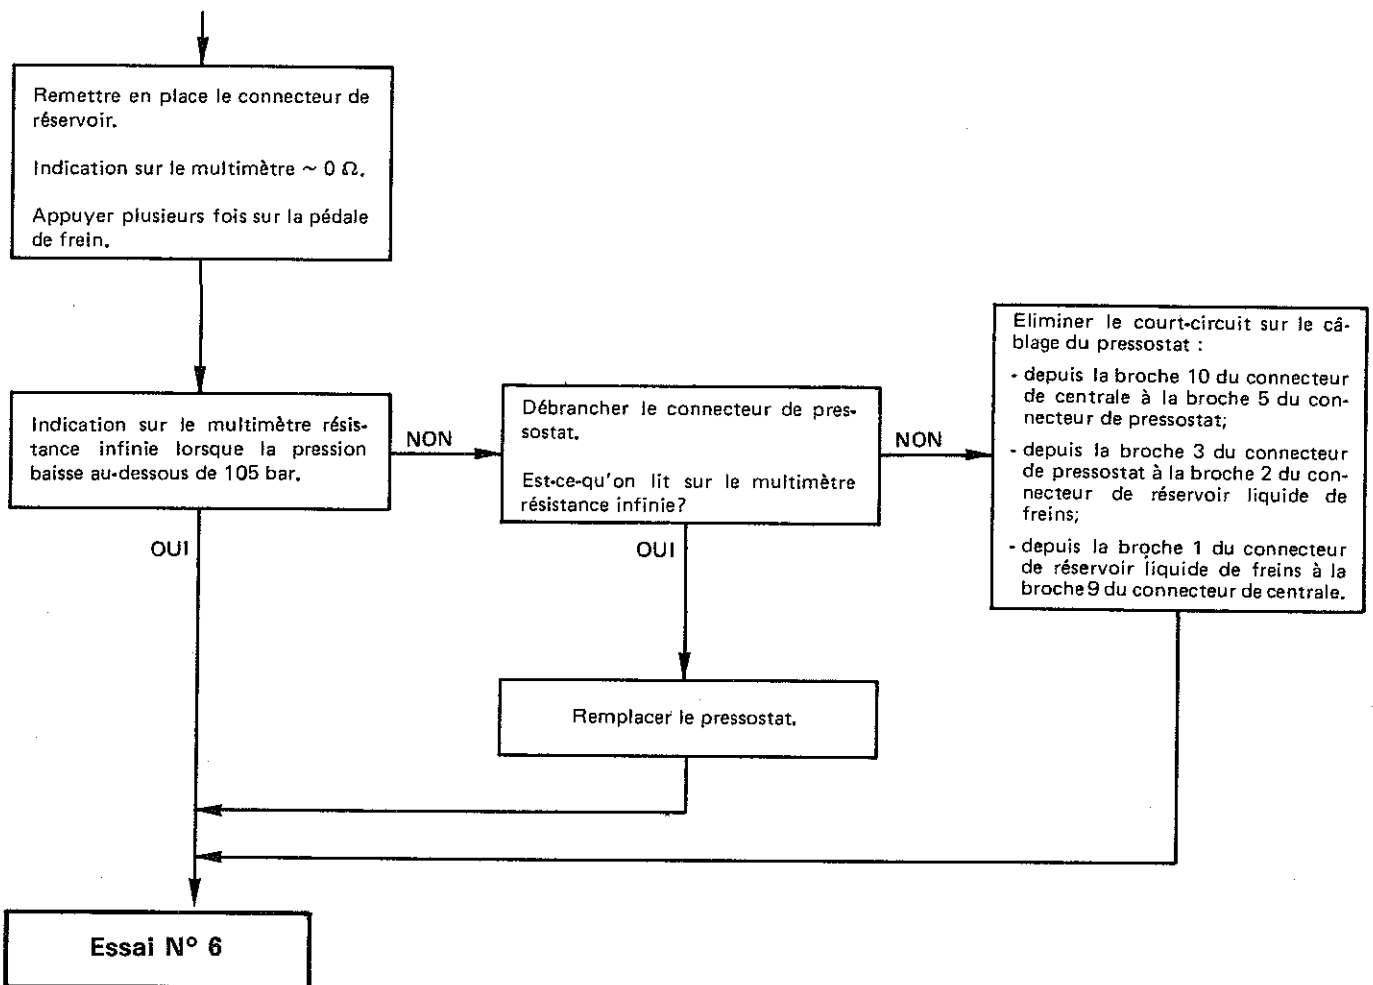 Remettre en place le connecteur de
réservoir.
Indication sur le multimètre ~ 0 Ω.
Appuyer plusieurs fois sur la pédale
de frein.
Indication sur le multimètre résis-
tance infinie lorsque la pression
baisse au-dessous de 105 bar.
NON
Débrancher le connecteur de pres-
sostat.
Est-ce-qu'on lit sur le multimètre
résistance infinie?
NON
Eliminer le court-circuit sur le câ-
blage du pressostat :
- depuis la broche 10 du connecteur
de centrale à la broche 5 du con-
necteur de pressostat;
- depuis la broche 3 du connecteur
de pressostat à la broche 2 du con-
necteur de réservoir liquide de
freins;
- depuis la broche 1 du connecteur
de réservoir liquide de freins à la
broche 9 du connecteur de centrale.
OUI
OUI
Remplacer le pressostat.
Essai N° 6